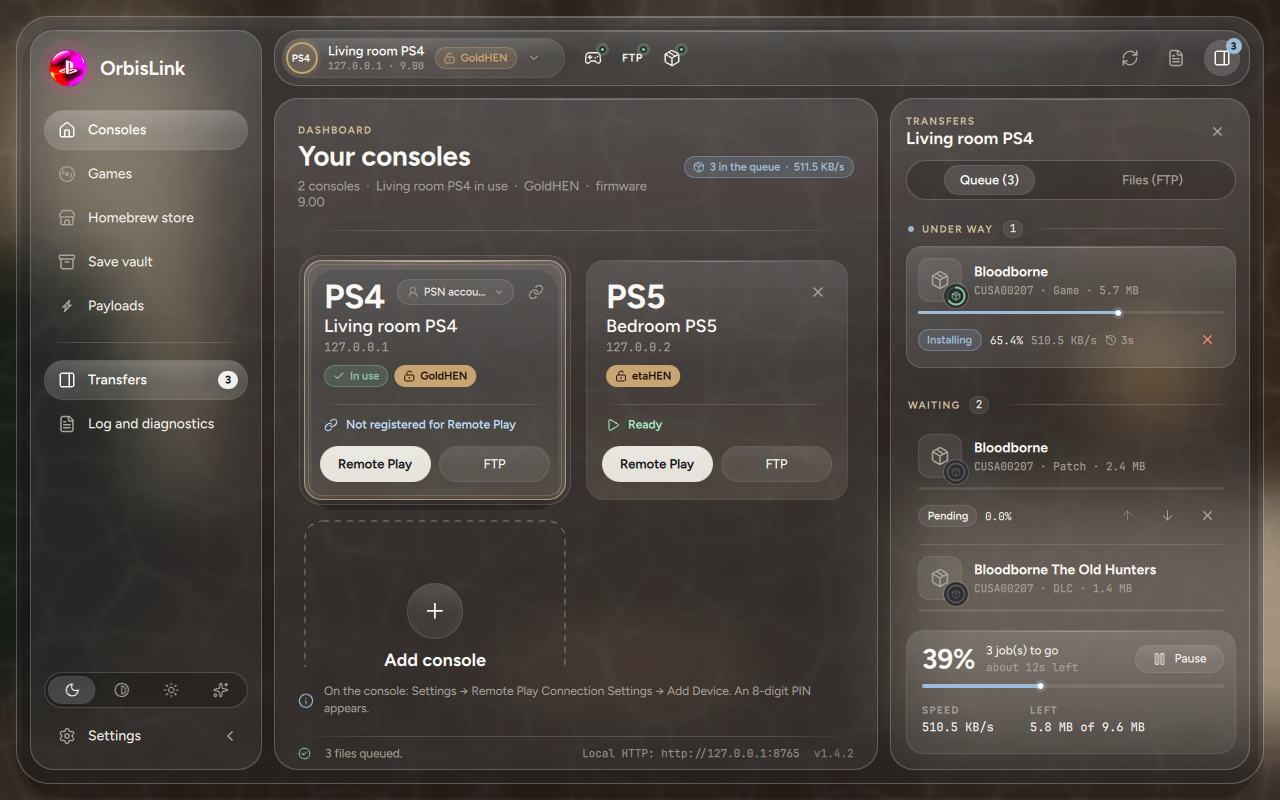 OrbisLink
Consoles
Games
Homebrew store
Save vault
Payloads
Transfers 3
Log and diagnostics
Settings
PS4
Living room PS4
127.0.0.1 · 9.00
GoldHEN
FTP
3
DASHBOARD
Your consoles
2 consoles · Living room PS4 in use · GoldHEN · firmware
9.00
3 in the queue · 511.5 KB/s
PS4
PSN accou...
Living room PS4
127.0.0.1
In use
GoldHEN
Not registered for Remote Play
Remote Play
FTP
PS5
Bedroom PS5
127.0.0.2
etaHEN
Ready
Remote Play
FTP
Add console
On the console: Settings → Remote Play Connection Settings → Add Device. An 8-digit PIN
appears.
3 files queued.
Local HTTP: http://127.0.0.1:8765 v1.4.2
TRANSFERS
Living room PS4
Queue (3)
Files (FTP)
UNDER WAY 1
Bloodborne
CUSA00207 · Game · 5.7 MB
Installing 65.4% 510.5 KB/s 3s
WAITING 2
Bloodborne
CUSA00207 · Patch · 2.4 MB
Pending 0.0%
Bloodborne The Old Hunters
CUSA00207 · DLC · 1.4 MB
39%
3 job(s) to go
about 12s left
Pause
SPEED
510.5 KB/s
LEFT
5.8 MB of 9.6 MB